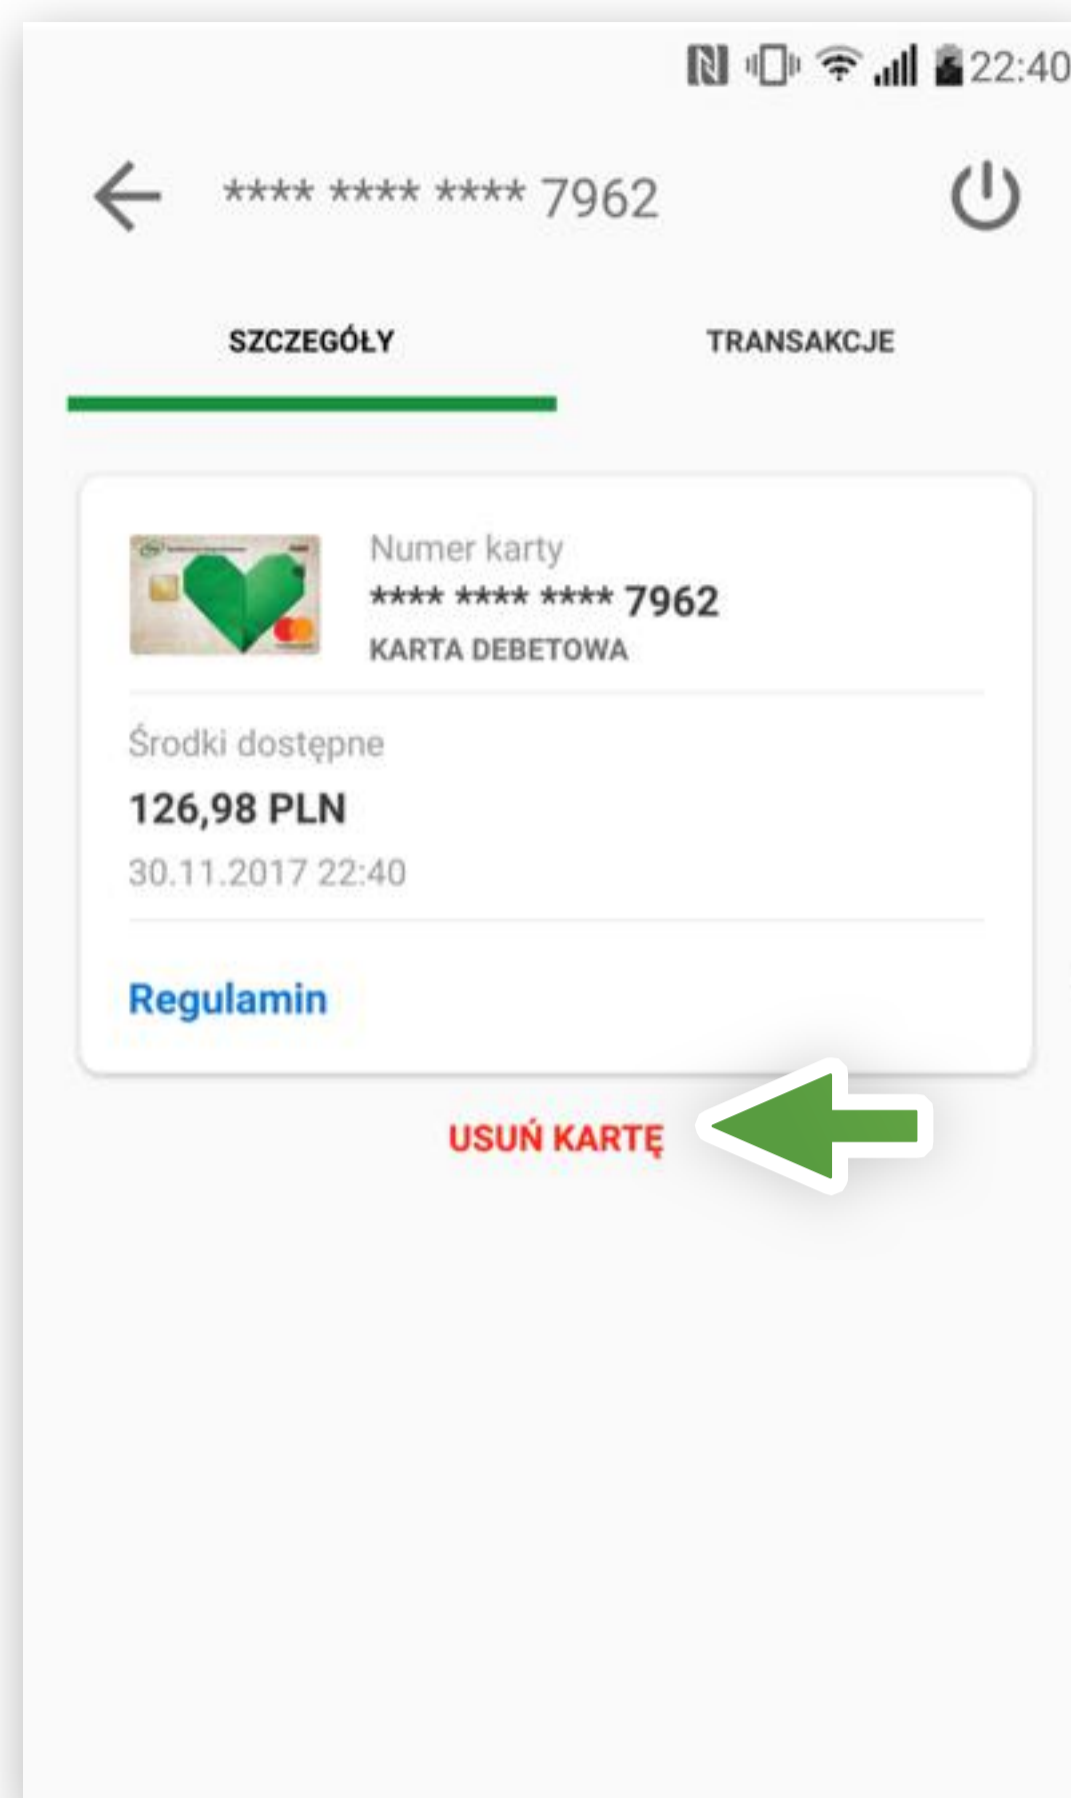 22:40
**** **** **** 7962
SZCZEGÓŁY
TRANSAKCJE
Numer karty
**** **** **** 7962
KARTA DEBETOWA
Środki dostępne
126,98 PLN
30.11.2017 22:40
Regulamin
USUŃ KARTĘ